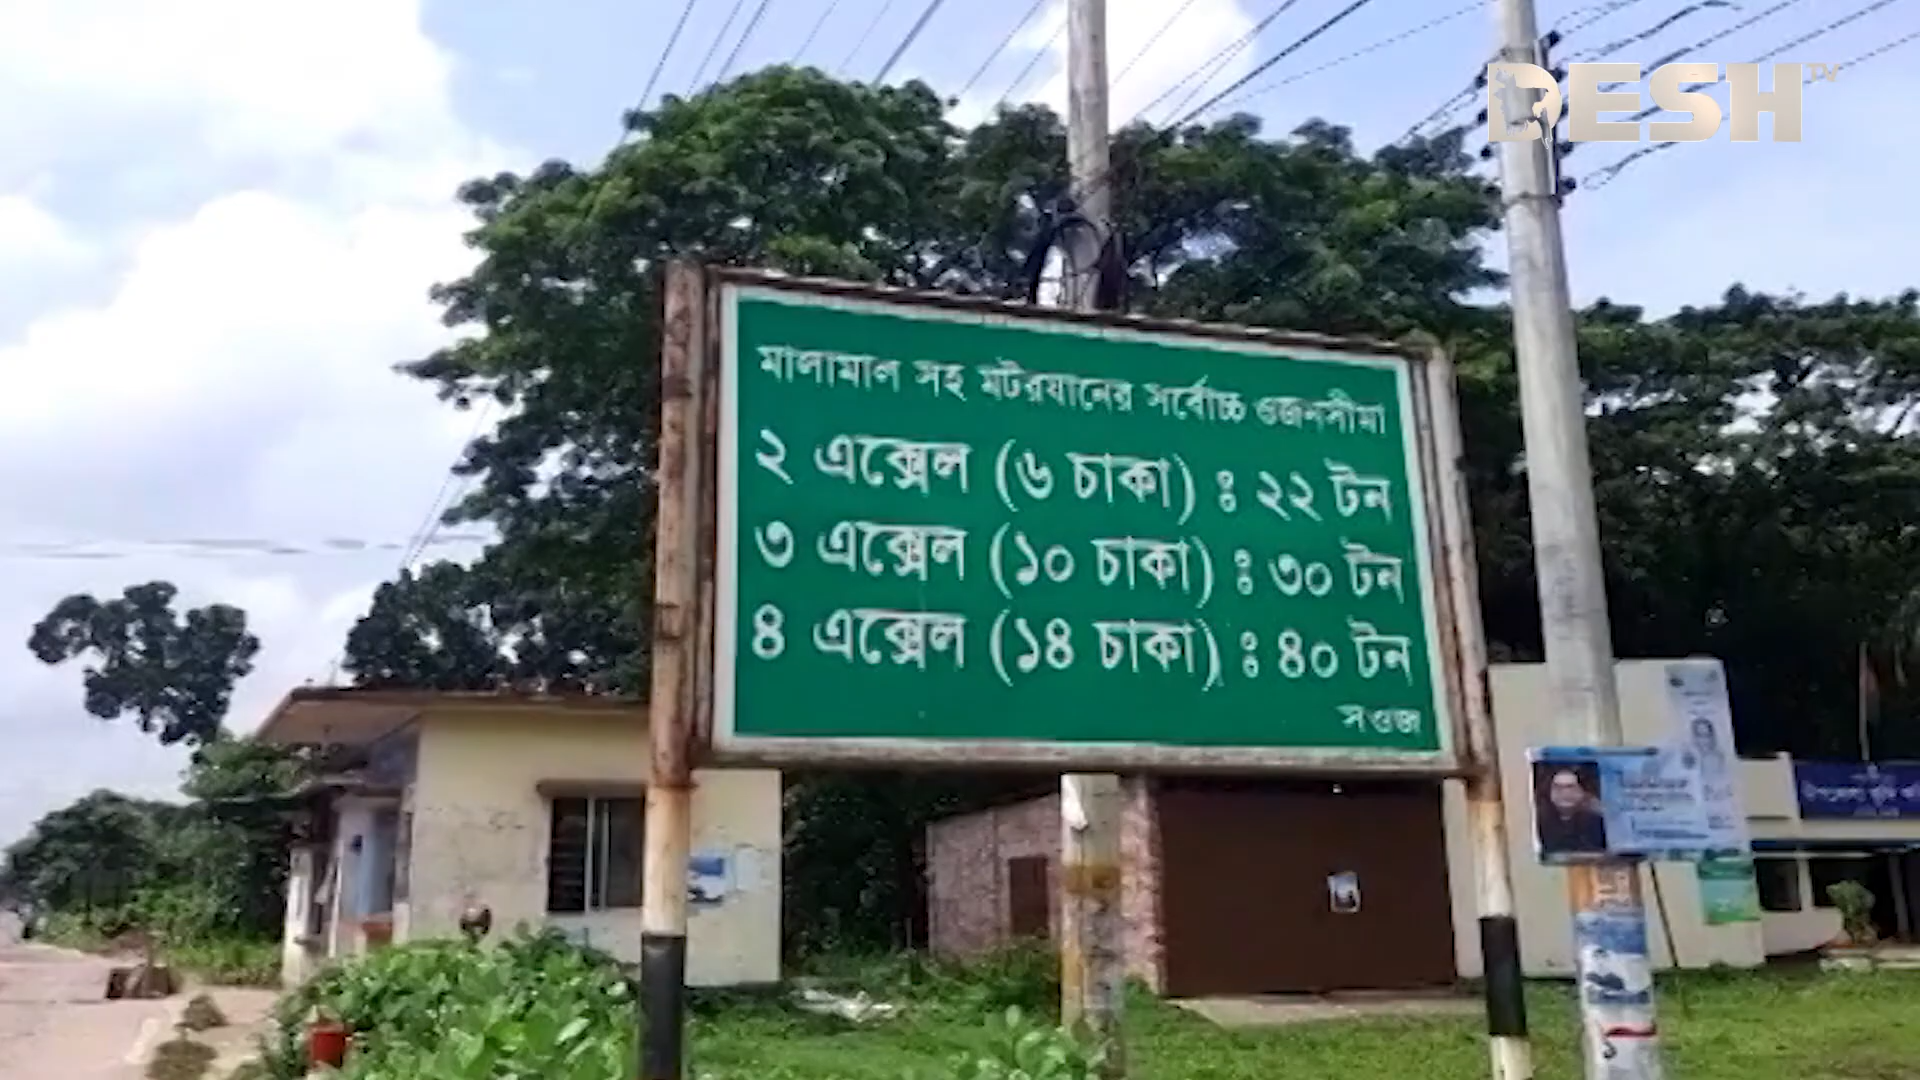 DESH TV
মালামাল সহ মটরযানের সর্বোচ্চ ওজনসীমা
২ এক্সেল (৬ চাকা) ঃ ২২ টন
৩ এক্সেল (১০ চাকা) ঃ ৩০ টন
৪ এক্সেল (১৪ চাকা) ঃ ৪০ টন
সওজ